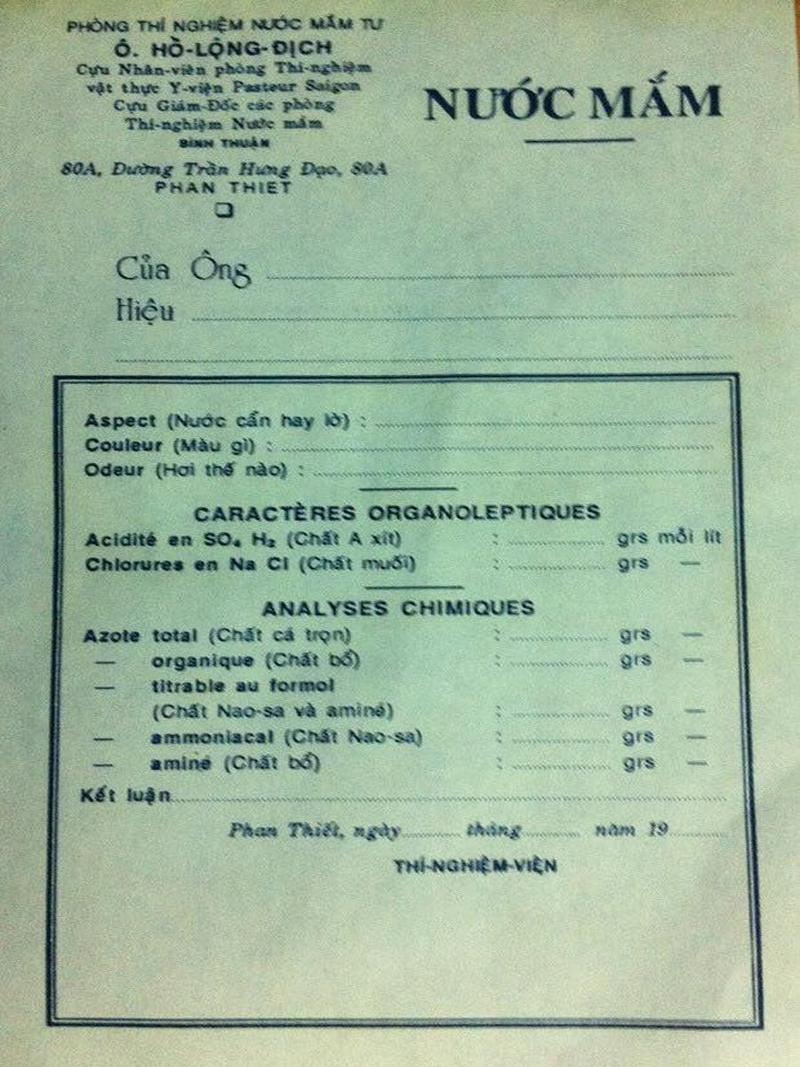 PHÒNG THÍ NGHIỆM NƯỚC MẮM TƯ
Ô. HỒ-LỘNG-ĐỊCH
Cựu Nhân-viên phòng Thí-nghiệm
vật thực Y-viện Pasteur Saigon
Cựu Giám-Đốc các phòng
Thí-nghiệm Nước mắm
BÌNH THUẬN
80A, Đường Trần Hưng Đạo, 80A
PHAN THIET
NƯỚC MẮM
Của Ông
Hiệu
Aspect (Nước cẩn hay lờ) :
Couleur (Màu gì) :
Odeur (Hơi thế nào) :
CARACTÈRES ORGANOLEPTIQUES
Acidité en SO₄ H₂ (Chất A xít) : grs mỗi lít
Chlorures en Na Cl (Chất muối) : grs —
ANALYSES CHIMIQUES
Azote total (Chất cá trọn) : grs —
— organique (Chất bổ) : grs —
— titrable au formol
(Chất Nao-sa và aminé) : grs —
— ammoniacal (Chất Nao-sa) : grs —
— aminé (Chất bổ) : grs —
Kết luận
Phan Thiết, ngày tháng năm 19
THÍ-NGHIỆM-VIÊN